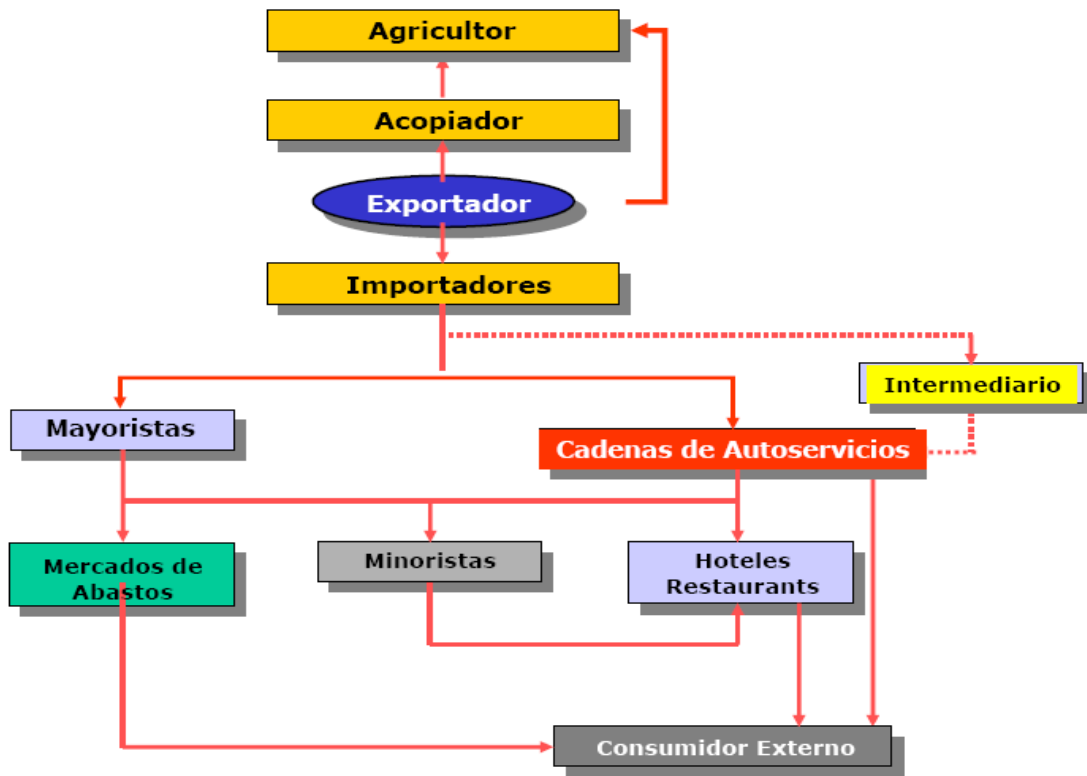 Agricultor
Acopiador
Exportador
Importadores
Intermediario
Mayoristas
Cadenas de Autoservicios
Mercados de
Abastos
Minoristas
Hoteles
Restaurants
Consumidor Externo